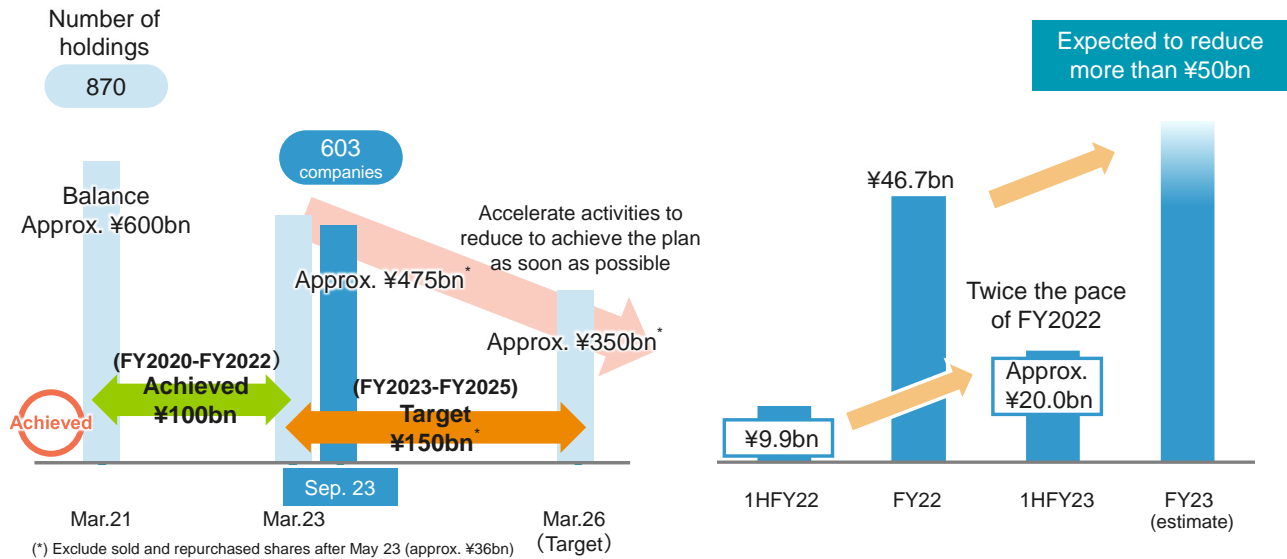 Number of
holdings
870
Balance
Approx. ¥600bn
603
companies
Approx. ¥475bn*
Accelerate activities to
reduce to achieve the plan
as soon as possible
Approx. ¥350bn*
(FY2020-FY2022)
Achieved
¥100bn
(FY2023-FY2025)
Target
¥150bn*
Achieved
Sep. 23
Mar.21
Mar.23
Mar.26
(Target)
(*) Exclude sold and repurchased shares after May 23 (approx. ¥36bn)
Expected to reduce
more than ¥50bn
¥46.7bn
Twice the pace
of FY2022
Approx.
¥20.0bn
¥9.9bn
1HFY22
FY22
1HFY23
FY23
(estimate)